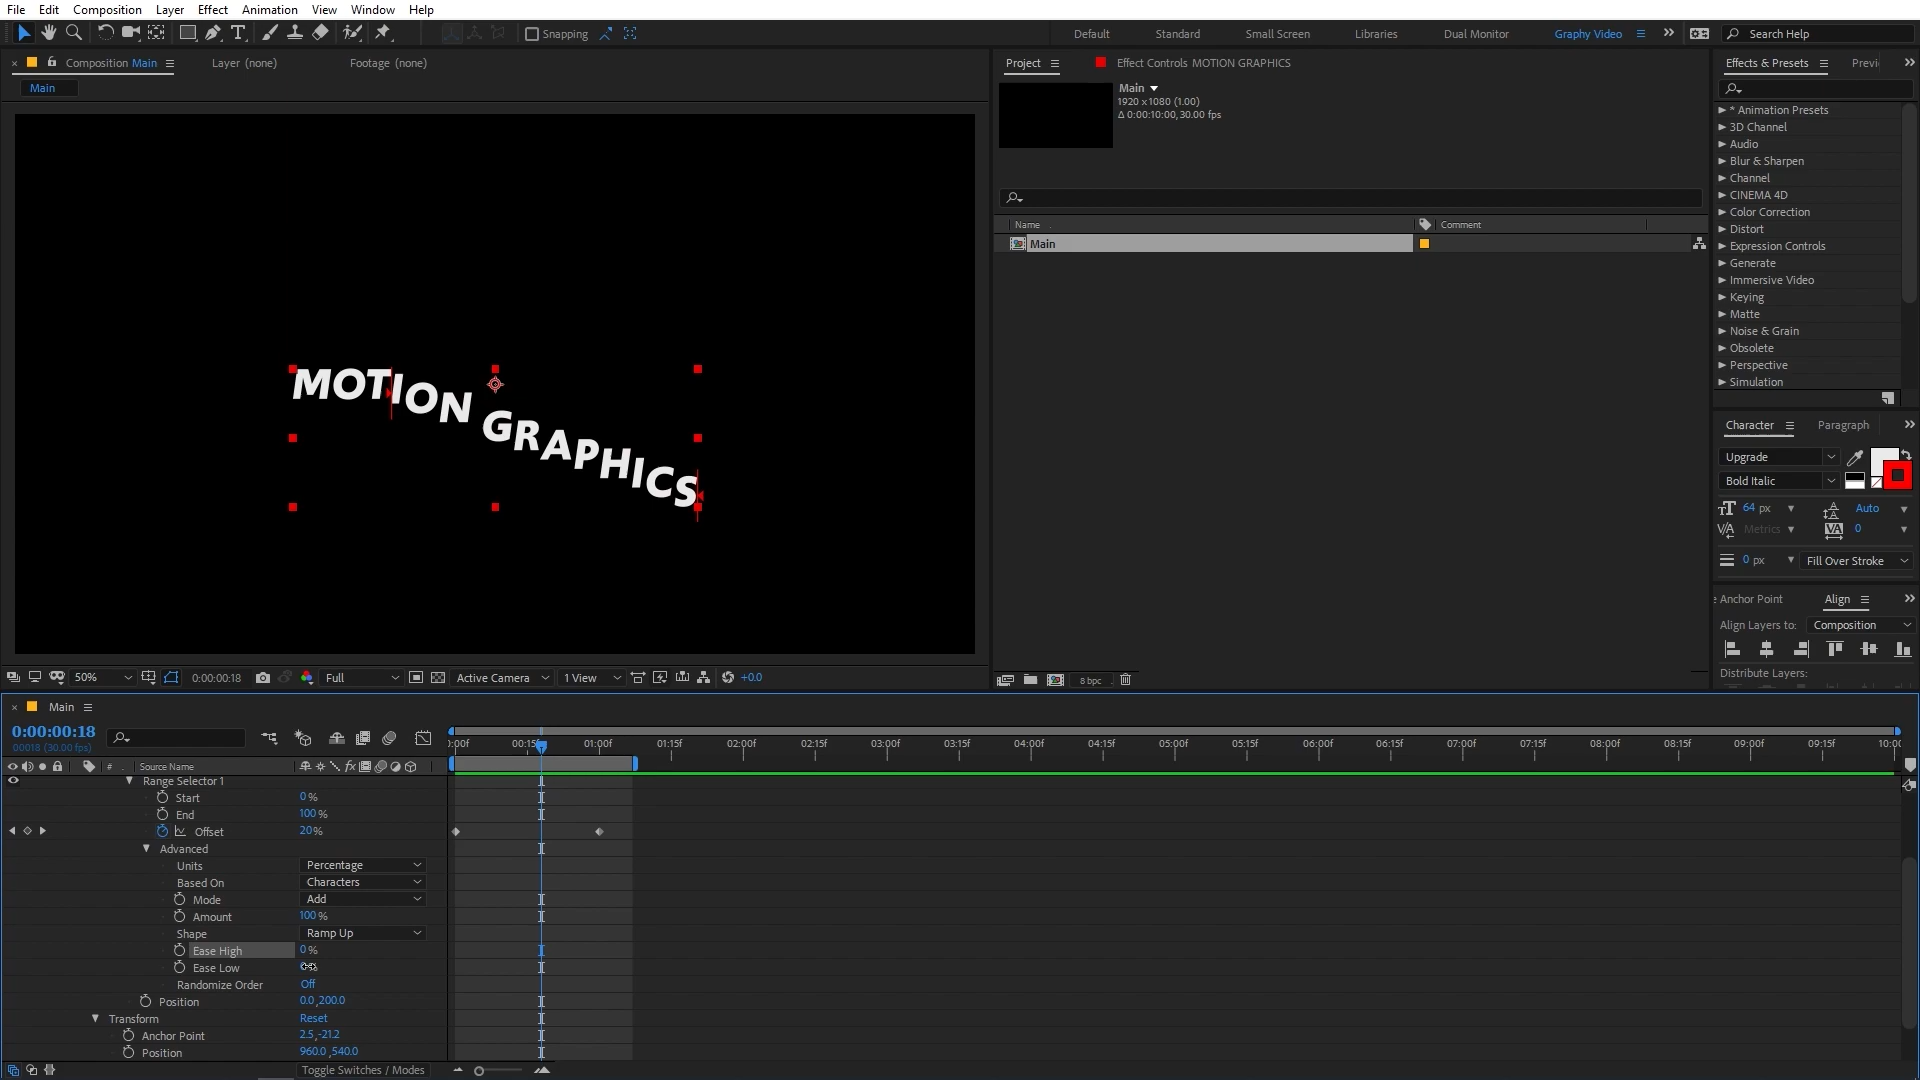 File Edit Composition Layer Effect Animation View Window Help
Snapping Default Standard Small Screen Libraries Dual Monitor Graphy Video Search Help
Composition Main Layer (none) Footage (none)
Main
MOTION GRAPHICS
50% 0:00:00:18 Full Active Camera 1 View +0.0
Project Effect Controls MOTION GRAPHICS
Main
1920 x 1080 (1.00)
Δ 0:00:10:00, 30.00 fps
Name Comment
Main
8 bpc
Effects & Presets
* Animation Presets
3D Channel
Audio
Blur & Sharpen
Channel
CINEMA 4D
Color Correction
Distort
Expression Controls
Generate
Immersive Video
Keying
Matte
Noise & Grain
Obsolete
Perspective
Simulation
Character Paragraph
Upgrade
Bold Italic
64 px Auto
Metrics 0
0 px Fill Over Stroke
Anchor Point Align
Align Layers to: Composition
Distribute Layers:
Main
0:00:00:18
00018 (30.00 fps)
:00f 00:15f 01:00f 01:15f 02:00f 02:15f 03:00f 03:15f 04:00f 04:15f 05:00f 05:15f 06:00f 06:15f 07:00f 07:15f 08:00f 08:15f 09:00f 09:15f 10:00
# Source Name
Range Selector 1
Start 0 %
End 100 %
Offset 20%
Advanced
Units Percentage
Based On Characters
Mode Add
Amount 100 %
Shape Ramp Up
Ease High 0 %
Ease Low
Randomize Order Off
Position 0.0, 200.0
Transform Reset
Anchor Point 2.5, -21.2
Position 960.0, 540.0
Toggle Switches / Modes